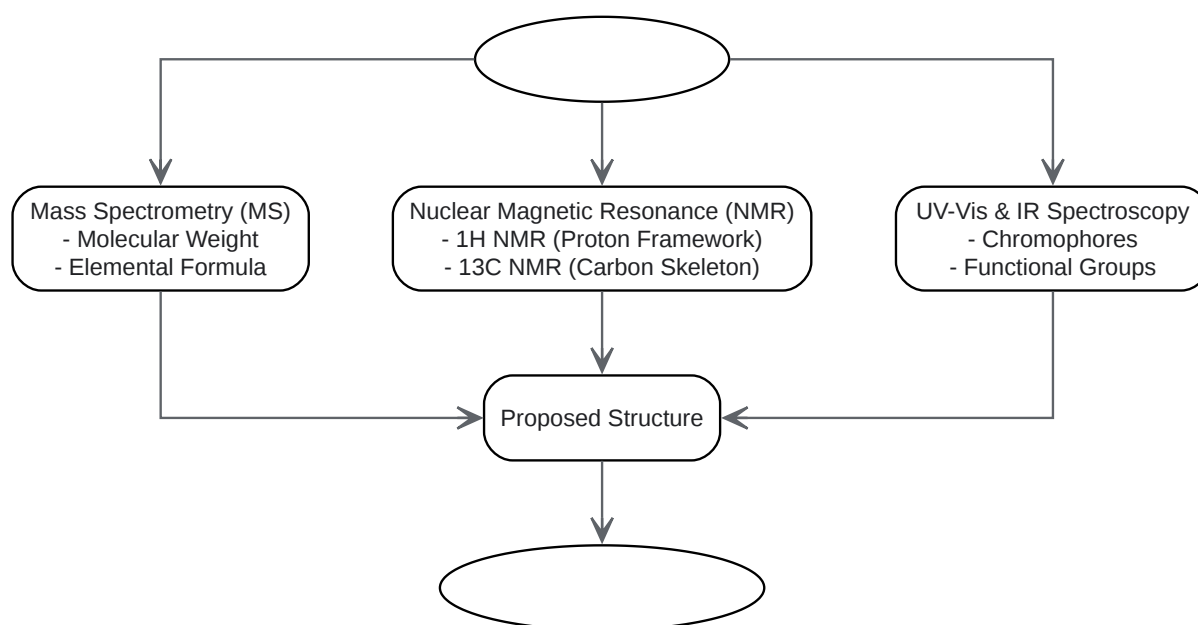 Mass Spectrometry (MS)
- Molecular Weight
- Elemental Formula
Nuclear Magnetic Resonance (NMR)
- 1H NMR (Proton Framework)
- 13C NMR (Carbon Skeleton)
UV-Vis & IR Spectroscopy
- Chromophores
- Functional Groups
Proposed Structure